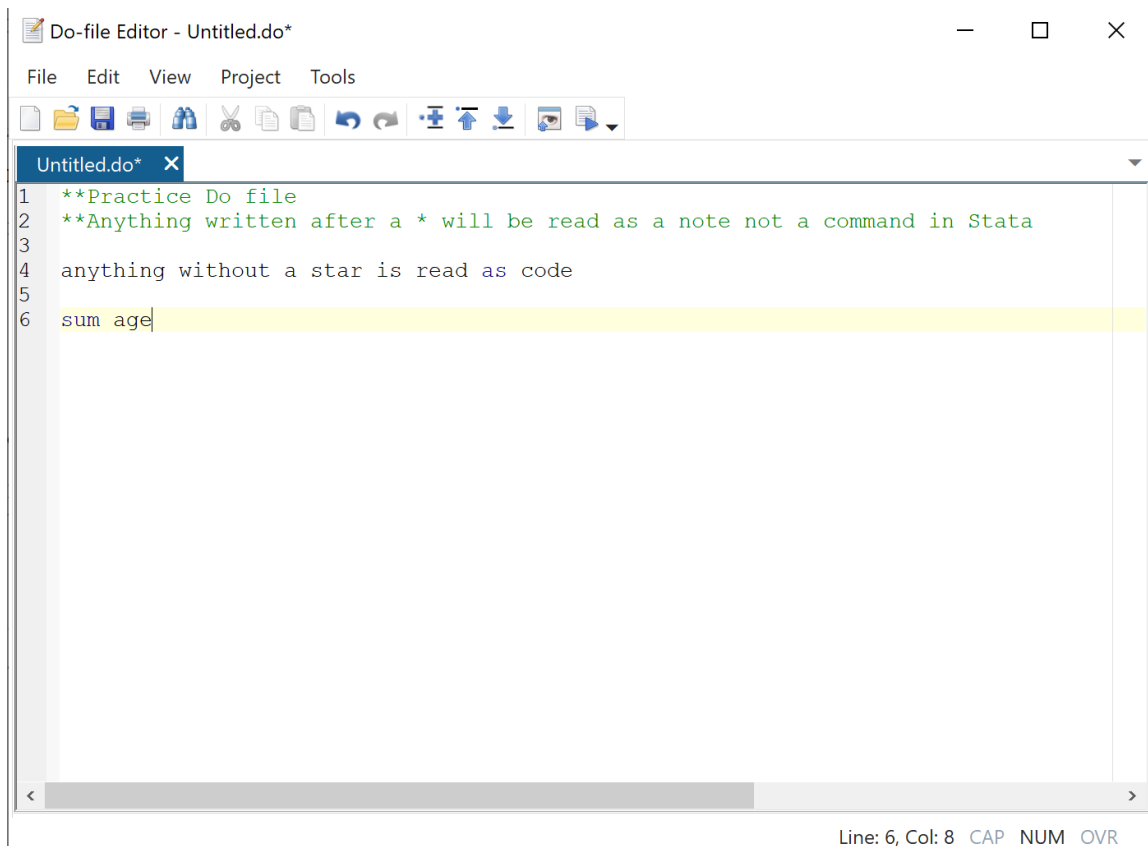 Do-file Editor - Untitled.do*
File Edit View Project Tools
Untitled.do*
1 **Practice Do file
2 **Anything written after a * will be read as a note not a command in Stata
3
4 anything without a star is read as code
5
6 sum age
Line: 6, Col: 8 CAP NUM OVR